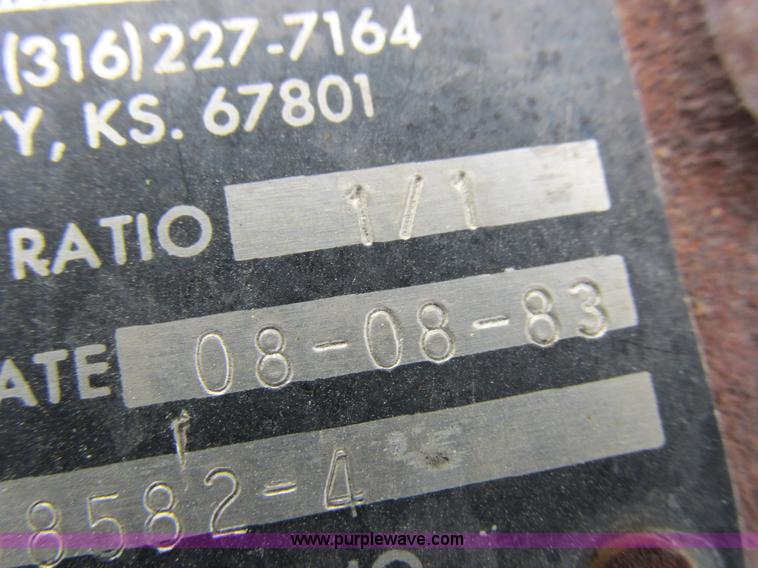 (316)227-7164
Y, KS. 67801
RATIO 1/1
ATE 08-08-83
8582-4
www.purplewave.com